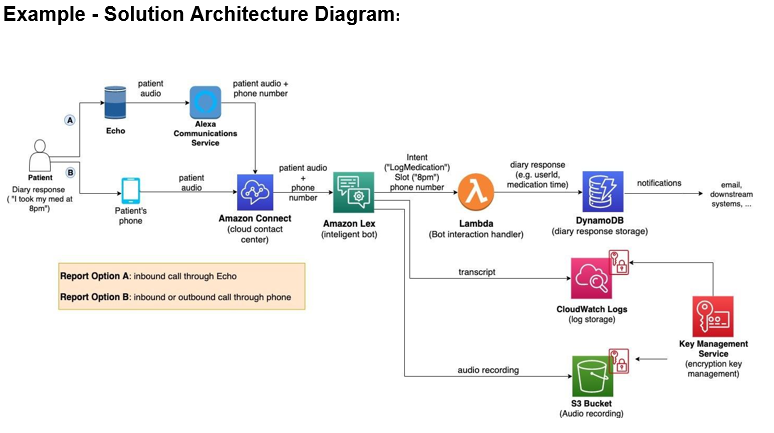 Example - Solution Architecture Diagram:
patient
audio
patient audio +
phone number
A
Echo
Alexa
Communications
Service
Patient
B
Diary response
( "I took my med at
8pm")
Patient's
phone
patient
audio
Amazon Connect
(cloud contact
center)
patient audio
+
phone
number
Amazon Lex
(inteligent bot)
Intent
("LogMedication")
Slot ("8pm")
phone number
Lambda
(Bot interaction handler)
diary response
(e.g. userId,
medication time)
DynamoDB
(diary response storage)
notifications
email,
downstream
systems, ...
Report Option A: inbound call through Echo
Report Option B: inbound or outbound call through phone
transcript
CloudWatch Logs
(log storage)
Key Management
Service
(encryption key
management)
audio recording
S3 Bucket
(Audio recording)